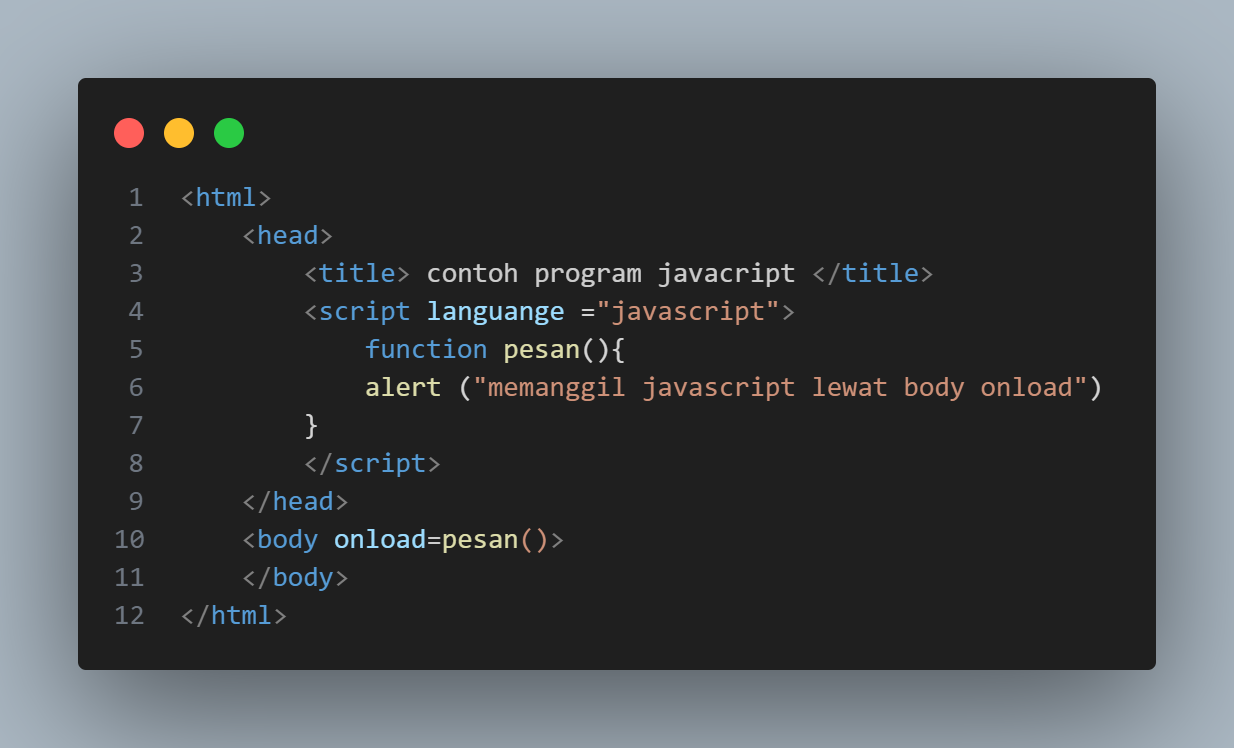 1 <html>
2     <head>
3         <title> contoh program javacript </title>
4         <script languange ="javascript">
5             function pesan(){
6             alert ("memanggil javascript lewat body onload")
7         }
8         </script>
9     </head>
10     <body onload=pesan()>
11     </body>
12 </html>